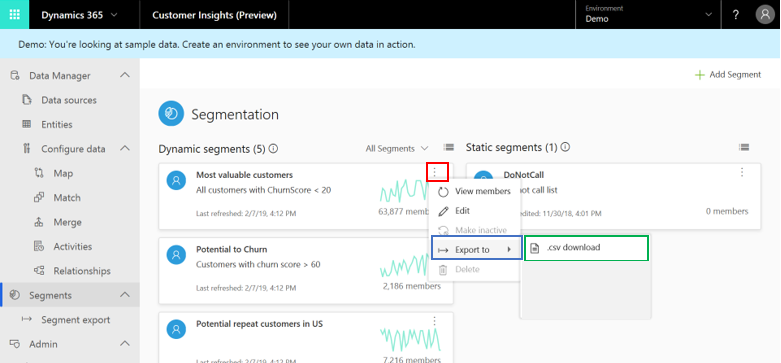 Dynamics 365
Customer Insights (Preview)
Environment
Demo
?
Demo: You're looking at sample data. Create an environment to see your own data in action.
Data Manager
Data sources
Entities
Configure data
Map
Match
Merge
Activities
Relationships
Segments
Segment export
Admin
Add Segment
Segmentation
Dynamic segments (5)
All Segments
Most valuable customers
All customers with ChurnScore < 20
Last refreshed: 2/7/19, 4:12 PM
63,877 members
Potential to Churn
Customers with churn score > 60
Last refreshed: 2/7/19, 4:13 PM
2,186 members
Potential repeat customers in US
Last refreshed: 2/7/19, 4:12 PM
7,216 members
Static segments (1)
DoNotCall
not call list
edited: 11/30/18, 4:01 PM
0 members
View members
Edit
Make inactive
Export to
Delete
.csv download